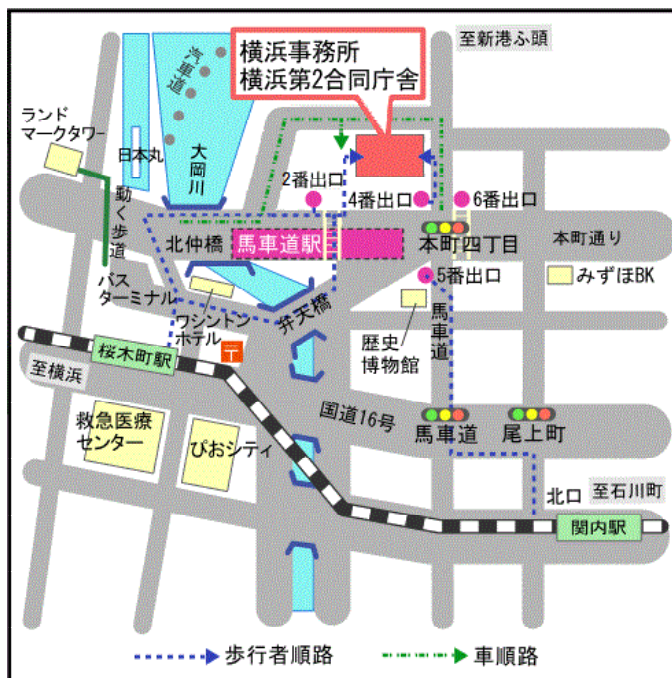 横浜事務所
横浜第2合同庁舎
至新港ふ頭
汽車道
ランド
マークタワー
日本丸
大岡川
動く歩道
2番出口
4番出口
6番出口
北仲橋
馬車道駅
本町四丁目
本町通り
5番出口
みずほBK
バス
ターミナル
ワシントン
ホテル
弁天橋
歴史
博物館
馬車道
〒
桜木町駅
至横浜
国道16号
救急医療
センター
ぴおシティ
馬車道
尾上町
北口
至石川町
関内駅
歩行者順路
車順路